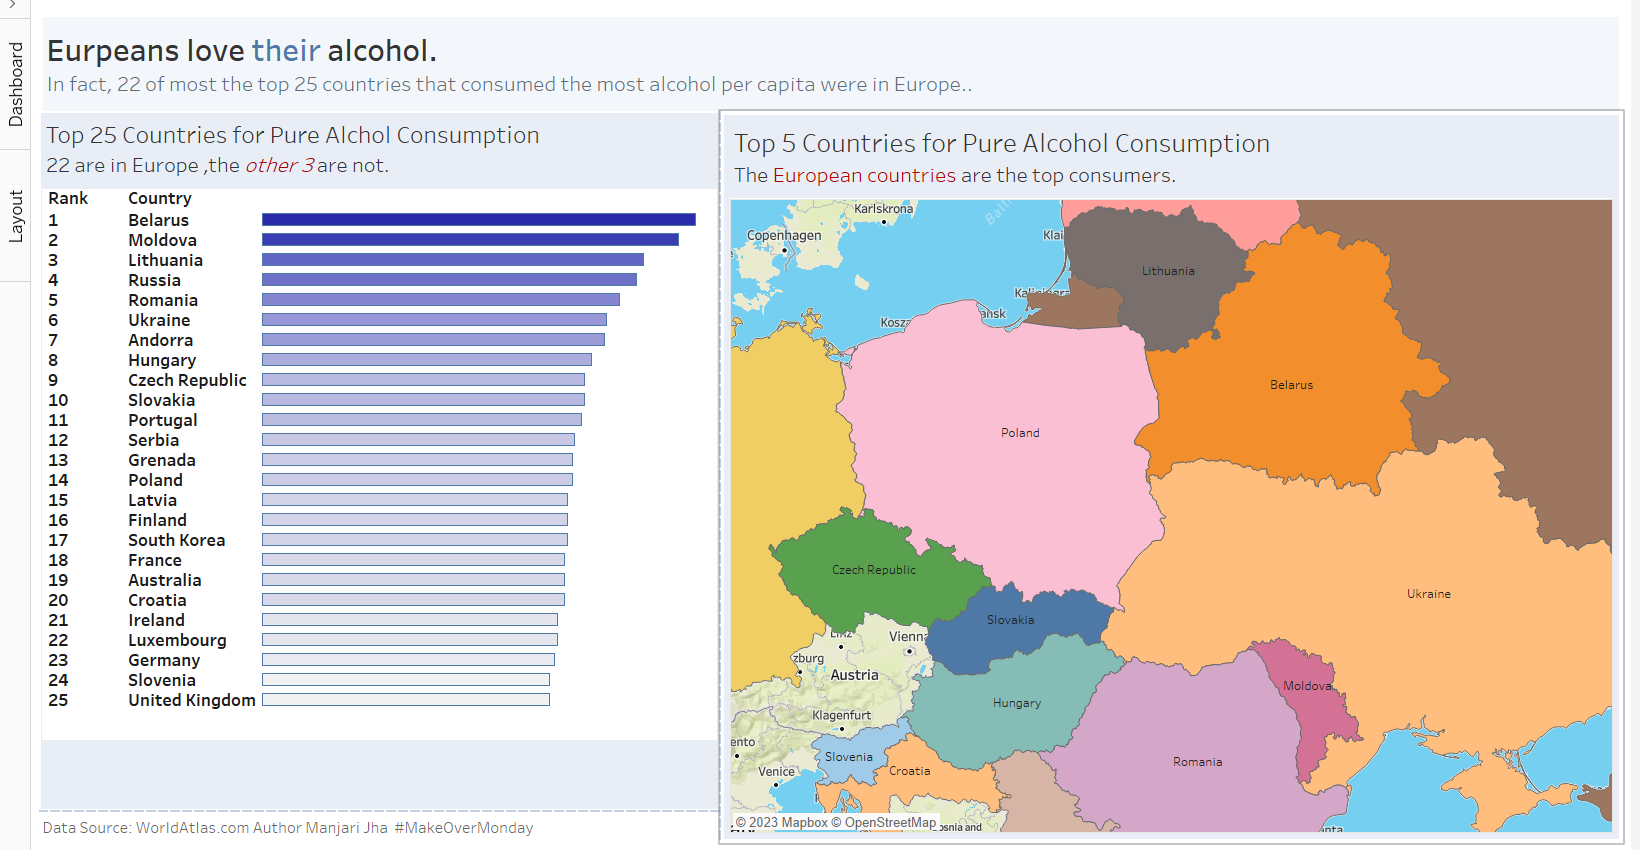 Dashboard
Layout
Eurpeans love their alcohol.
In fact, 22 of most the top 25 countries that consumed the most alcohol per capita were in Europe..
Top 25 Countries for Pure Alchol Consumption
22 are in Europe ,the other 3 are not.
Rank Country
1 Belarus
2 Moldova
3 Lithuania
4 Russia
5 Romania
6 Ukraine
7 Andorra
8 Hungary
9 Czech Republic
10 Slovakia
11 Portugal
12 Serbia
13 Grenada
14 Poland
15 Latvia
16 Finland
17 South Korea
18 France
19 Australia
20 Croatia
21 Ireland
22 Luxembourg
23 Germany
24 Slovenia
25 United Kingdom
Top 5 Countries for Pure Alcohol Consumption
The European countries are the top consumers.
Karlskrona
Balti
Copenhagen
Klai
Lithuania
ańsk
Kosza
Belarus
Poland
Czech Republic
Ukraine
Slovakia
Linz
Vienna
zburg
Austria
Moldova
Hungary
Klagenfurt
ento
Slovenia
Romania
Croatia
Venice
© 2023 Mapbox © OpenStreetMap
osnia and
nta
Data Source: WorldAtlas.com Author Manjari Jha #MakeOverMonday